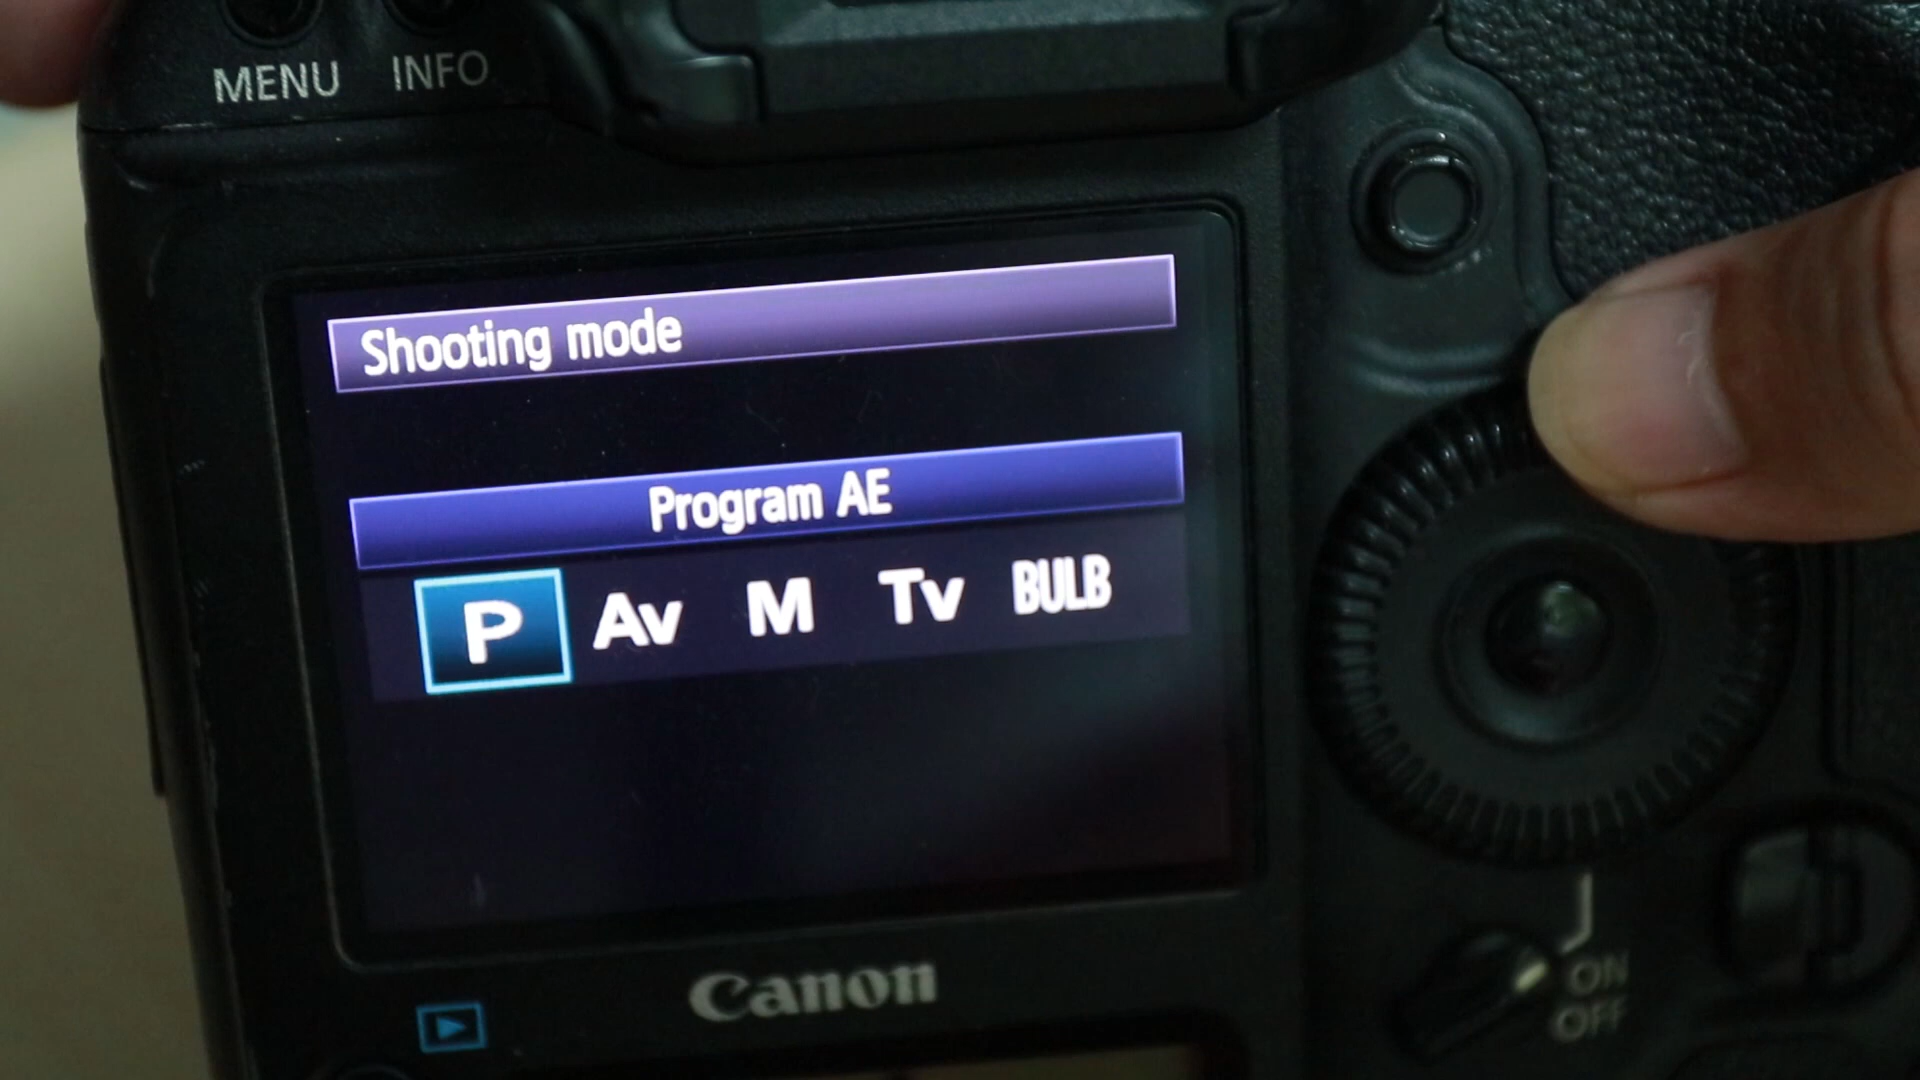 MENU INFO
Shooting mode
Program AE
P Av M Tv BULB
Canon
ON
OFF